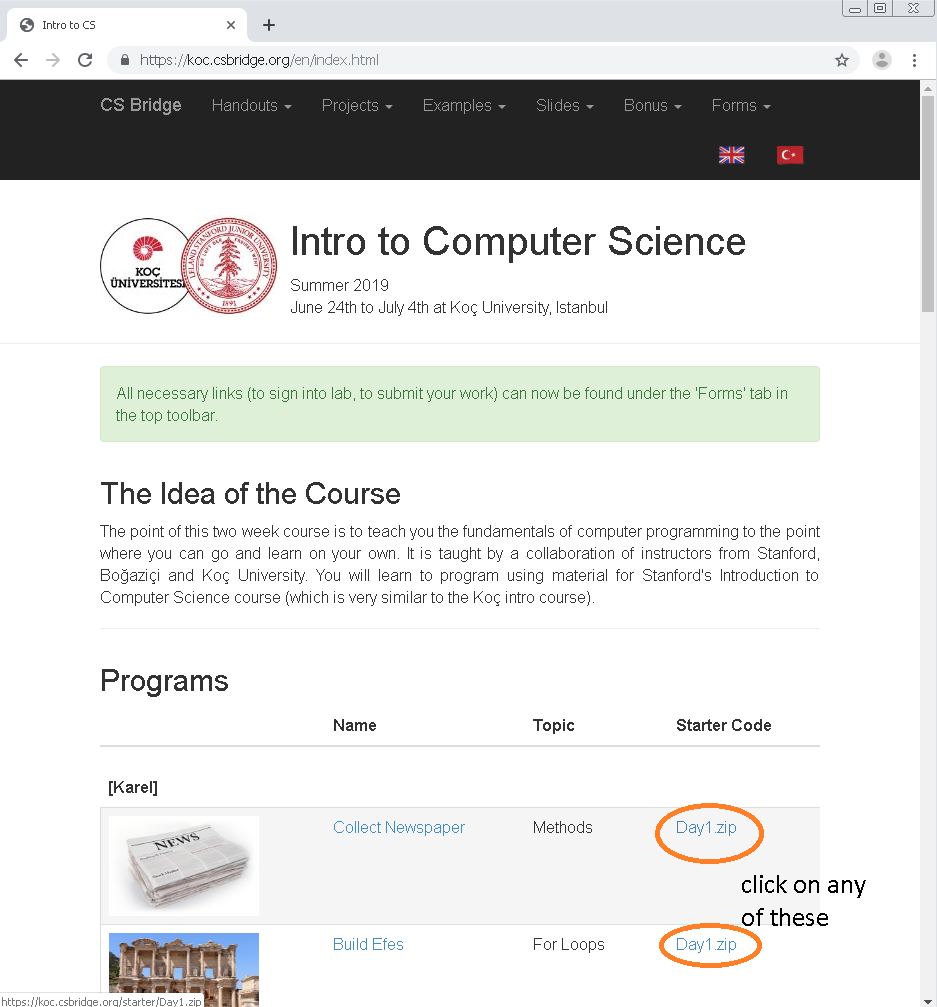 Intro to CS
https://koc.csbridge.org/en/index.html
CS Bridge Handouts Projects Examples Slides Bonus Forms
KOÇ
ÜNİVERSİTESİ
LELAND STANFORD JUNIOR UNIVERSITY
1891
Intro to Computer Science
Summer 2019
June 24th to July 4th at Koç University, Istanbul
All necessary links (to sign into lab, to submit your work) can now be found under the 'Forms' tab in
the top toolbar.
The Idea of the Course
The point of this two week course is to teach you the fundamentals of computer programming to the point
where you can go and learn on your own. It is taught by a collaboration of instructors from Stanford,
Boğaziçi and Koç University. You will learn to program using material for Stanford's Introduction to
Computer Science course (which is very similar to the Koç intro course).
Programs
Name Topic Starter Code
[Karel]
NEWS
Collect Newspaper Methods Day1.zip
click on any
of these
Build Efes For Loops Day1.zip
https://koc.csbridge.org/starter/Day1.zip